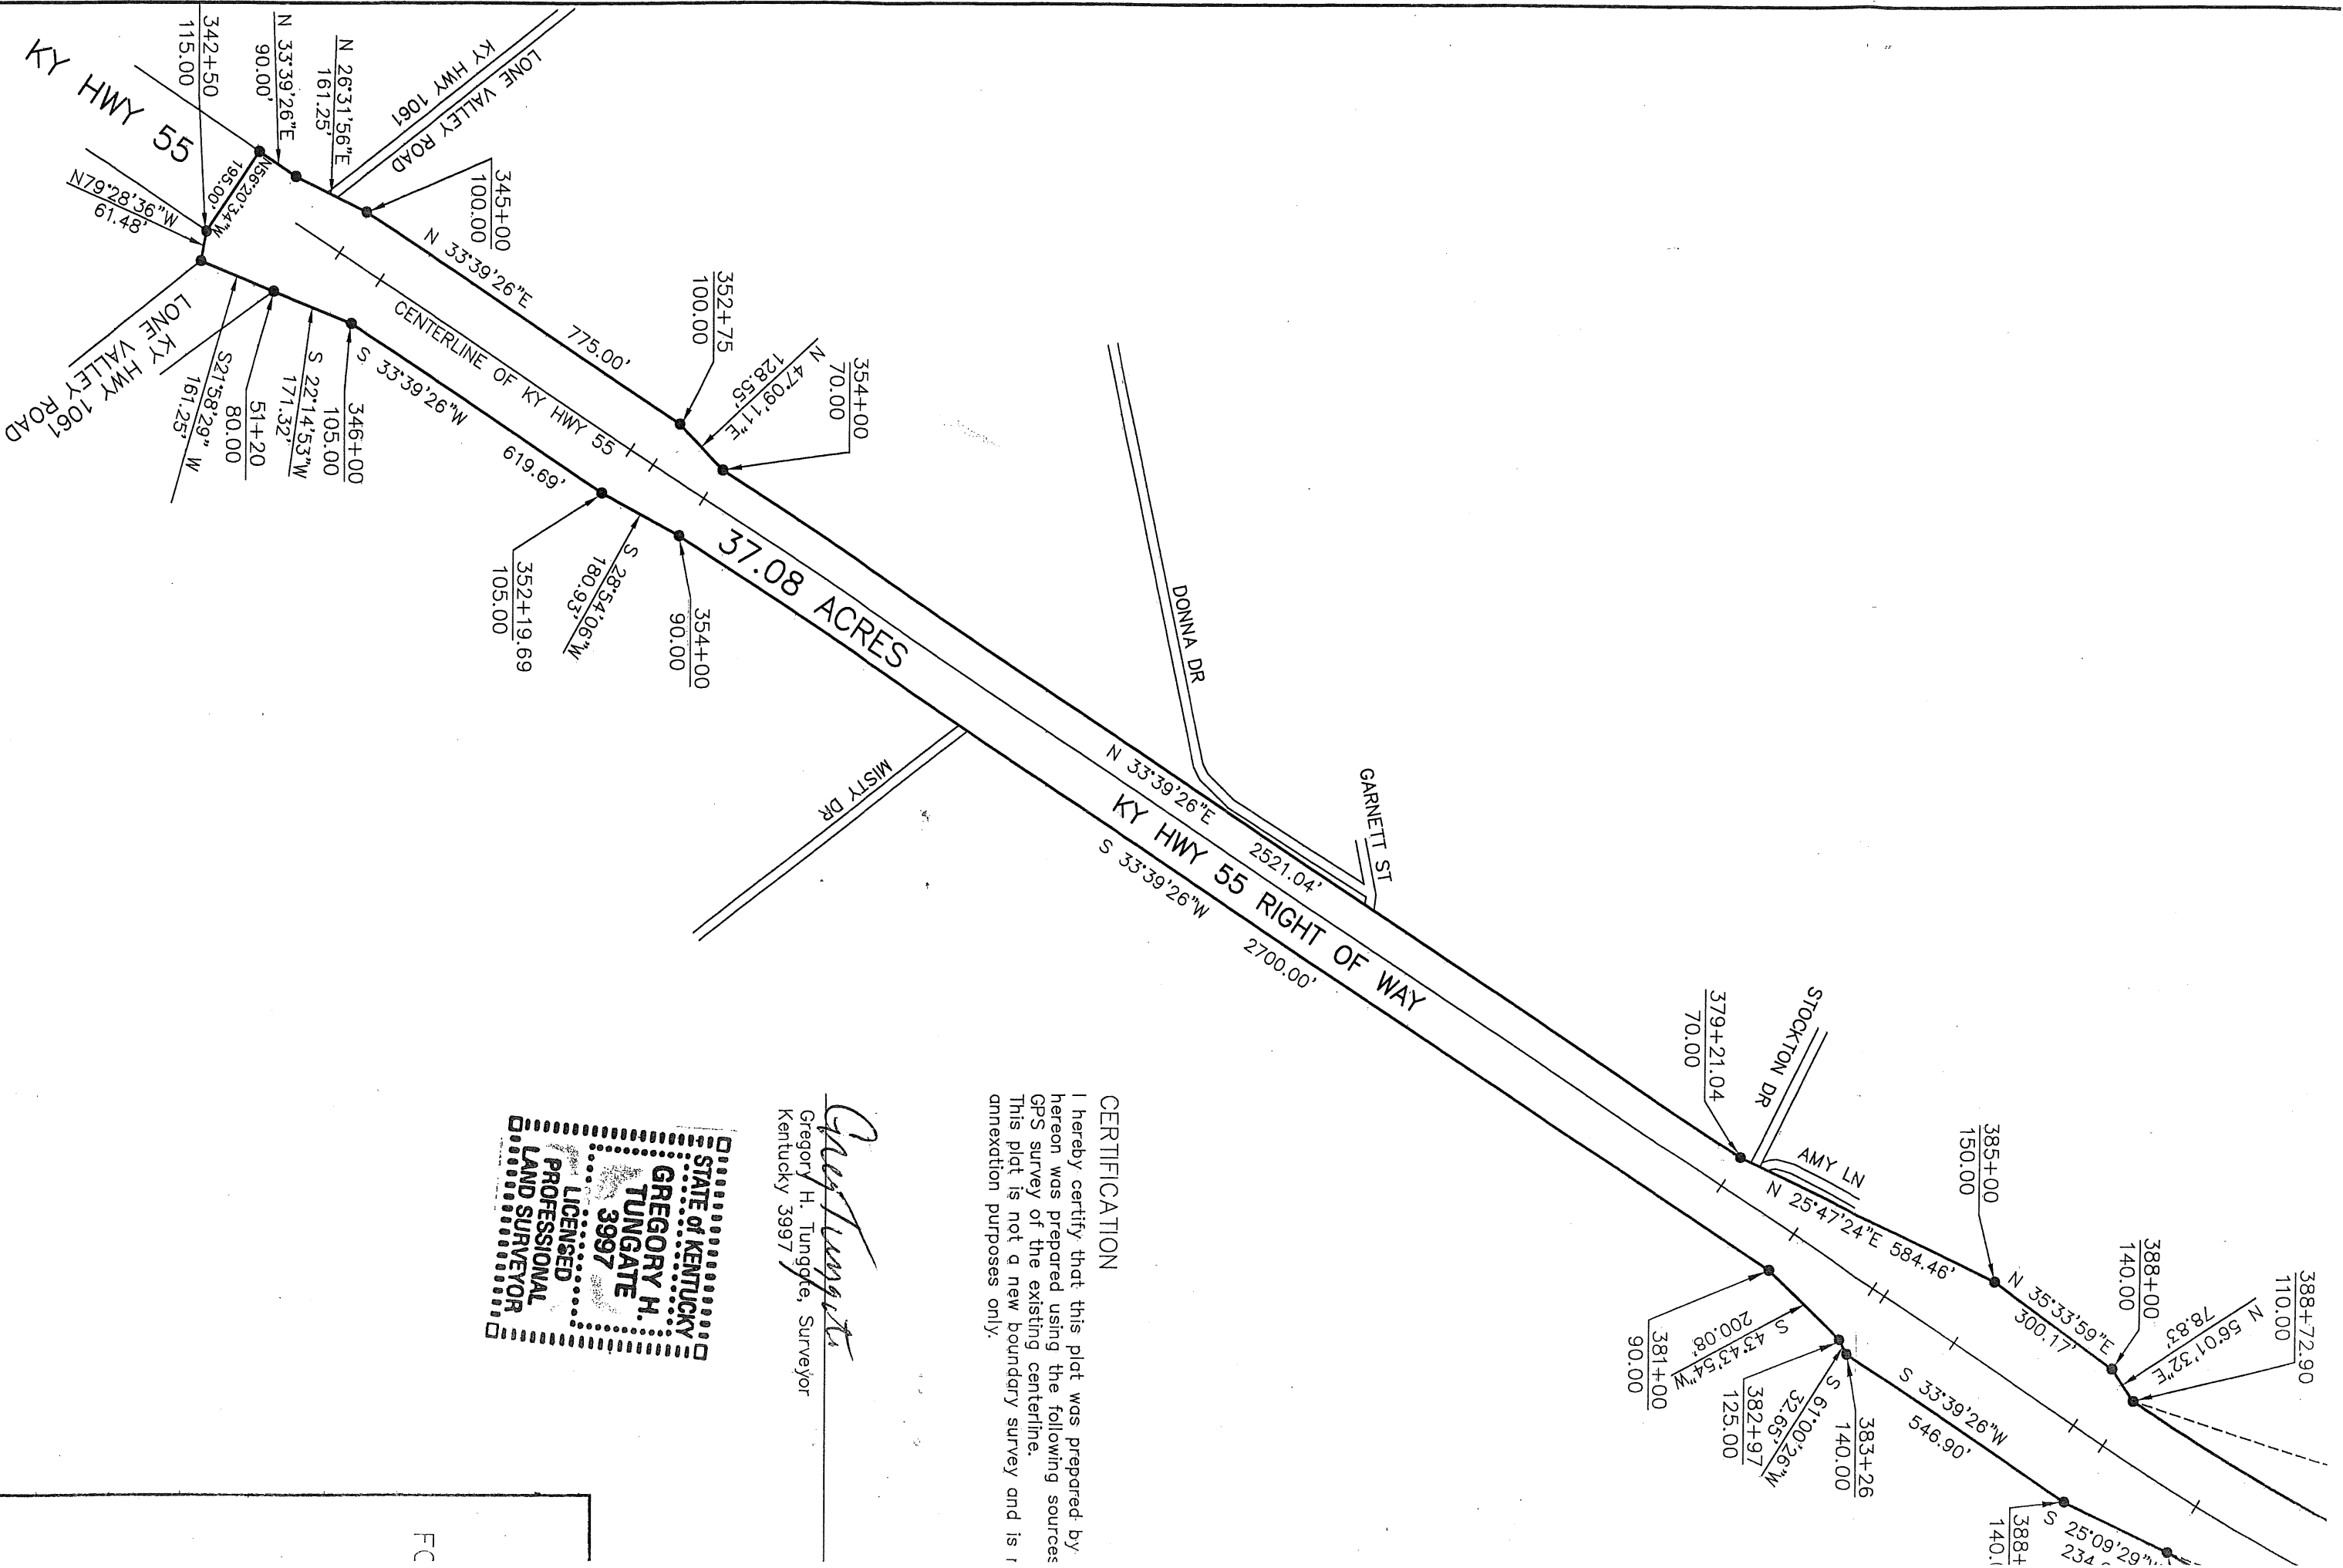 KY HWY 55
342+50
115.00
N 33°39'26"E
90.00'
N 26°31'56"E
161.25'
LONE VALLEY ROAD
KY HWY 1061
N56°20'34"W
195.00'
N79°28'36"W
61.48'
345+00
100.00
N 33°39'26"E 775.00'
352+75
100.00
N 47°09'11"E
128.55'
354+00
70.00
CENTERLINE OF KY HWY 55
LONE VALLEY ROAD
KY HWY 1061
S21°58'29" W
161.25'
51+20
80.00
S 22°14'53"W
171.32'
346+00
105.00
S 33°39'26"W 619.69'
352+19.69
105.00
S 28°54'06"W
180.93'
354+00
90.00
37.08 ACRES
DONNA DR
MISTY DR
GARNETT ST
N 33°39'26"E 2521.04'
KY HWY 55 RIGHT OF WAY
S 33°39'26"W 2700.00'
379+21.04
70.00
STOCKTON DR
AMY LN
N 25°47'24"E 584.46'
385+00
150.00
N 35°33'59"E
300.17'
388+00
140.00
N 56°01'32"E
78.83'
388+72.90
110.00
381+00
90.00
S 43°43'54"W
200.08'
382+97
125.00
S 61°00'26"W
32.65'
383+26
140.00
S 33°39'26"W
546.90'
388+
140.
S 25°09'29"W
234.
CERTIFICATION
I hereby certify that this plat was prepared by
hereon was prepared using the following sources
GPS survey of the existing centerline.
This plat is not a new boundary survey and is
annexation purposes only.
Greg Tungate
Gregory H. Tungate, Surveyor
Kentucky 3997
STATE of KENTUCKY
GREGORY H.
TUNGATE
3997
LICENSED
PROFESSIONAL
LAND SURVEYOR
FO